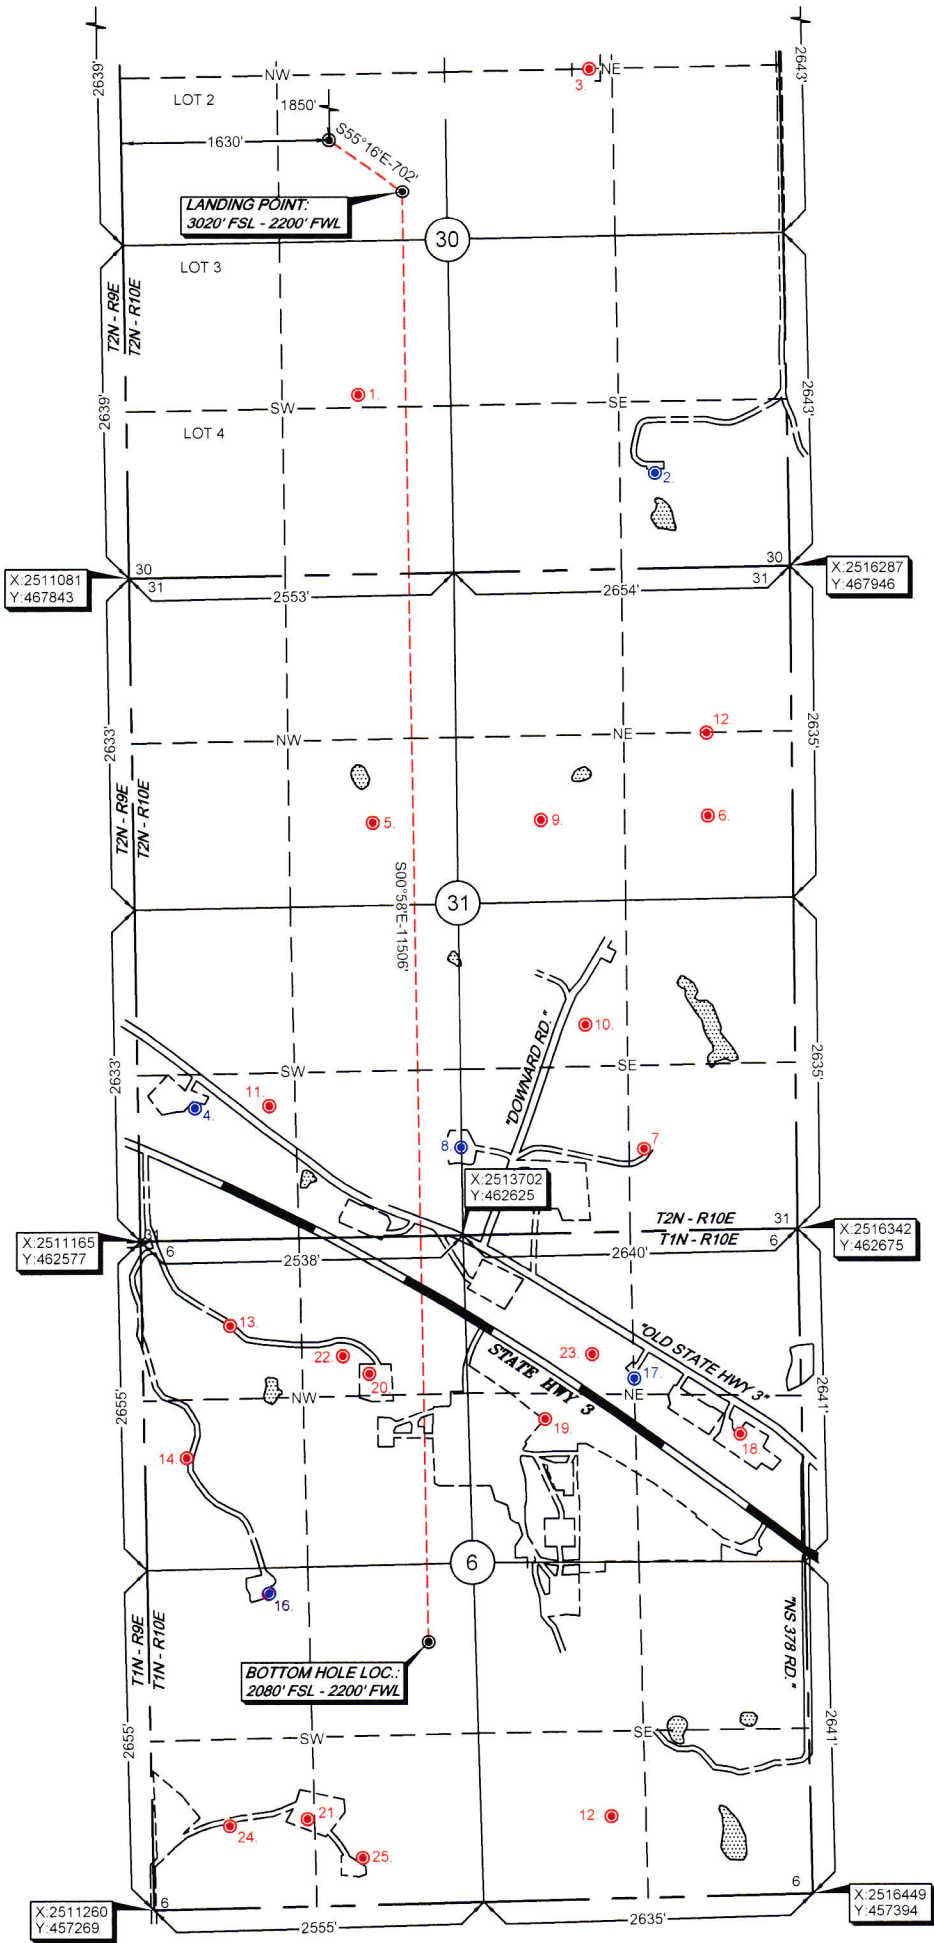 2639'
2643'
NW
NE
3.
LOT 2
1850'
1630'
S55°16'E-702'
LANDING POINT:
3020' FSL - 2200' FWL
30
LOT 3
T2N - R9E
T2N - R10E
2639'
2643'
1.
SW
SE
LOT 4
2.
X:2511081
Y:467843
30
31
30
31
X:2516287
Y:467946
2553'
2654'
2633'
2635'
12.
NW
NE
T2N - R9E
T2N - R10E
5.
9.
6.
S00°58'E-11506'
31
10.
"DOWNARD RD."
2633'
2635'
SW
SE
4.
11.
8.
7.
X:2513702
Y:462625
T2N - R10E
T1N - R10E
31
6
X:2511165
Y:462577
31
6
X:2516342
Y:462675
2538'
2640'
13.
22.
20.
23.
17.
"OLD STATE HWY 3"
STATE HWY 3
NW
NE
2655'
2641'
19.
18.
14.
6
16.
"NS 378 RD."
T1N - R9E
T1N - R10E
BOTTOM HOLE LOC.:
2080' FSL - 2200' FWL
2655'
2641'
SW
SE
21.
24.
12.
25.
X:2511260
Y:457269
6
6
X:2516449
Y:457394
2555'
2635'